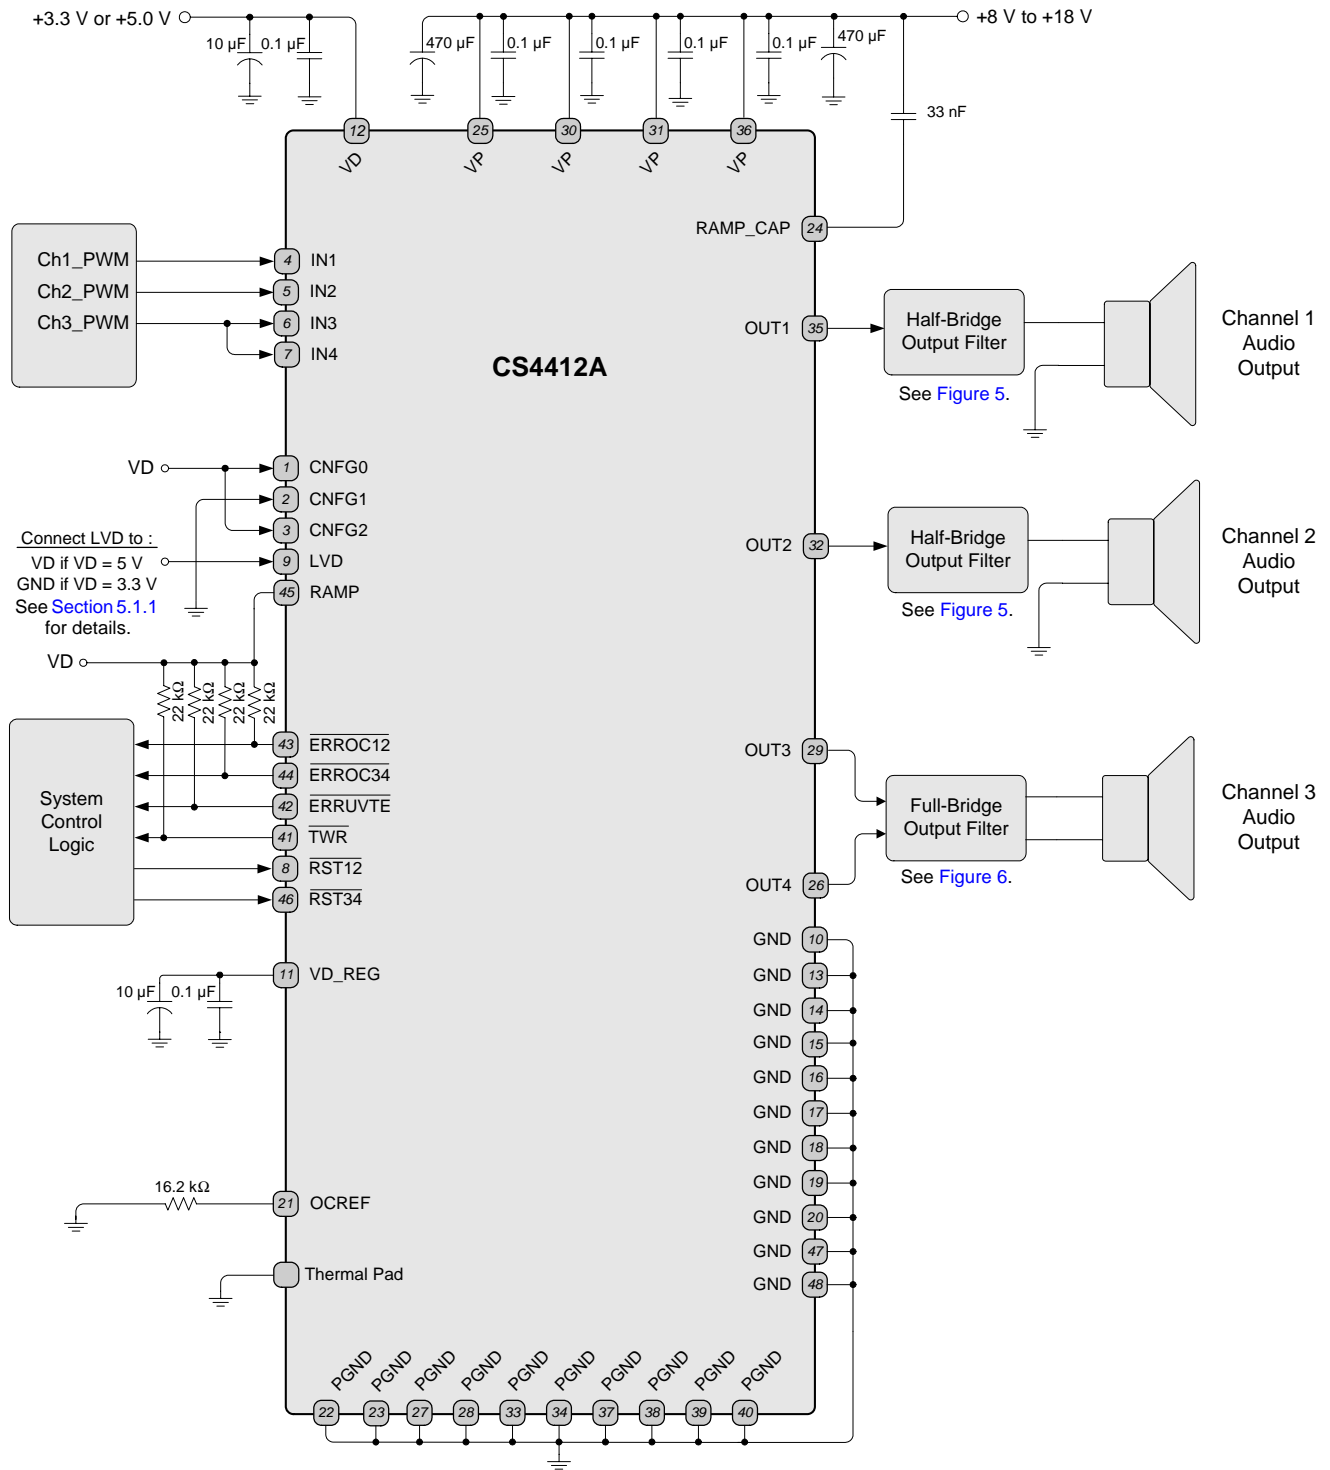 +3.3 V or +5.0 V
+8 V to +18 V
10 µF
0.1 µF
470 µF
0.1 µF
0.1 µF
0.1 µF
0.1 µF
470 µF
33 nF
12
25
30
31
36
VD
VP
VP
VP
VP
RAMP_CAP
24
Ch1_PWM
4
IN1
Ch2_PWM
5
IN2
Ch3_PWM
6
IN3
7
IN4
CS4412A
OUT1
35
Half-Bridge
Output Filter
See Figure 5.
Channel 1
Audio
Output
VD
1
CNFG0
2
CNFG1
3
CNFG2
Connect LVD to :
VD if VD = 5 V
GND if VD = 3.3 V
See Section 5.1.1
for details.
9
LVD
45
RAMP
OUT2
32
Half-Bridge
Output Filter
See Figure 5.
Channel 2
Audio
Output
VD
22 kΩ
22 kΩ
22 kΩ
22 kΩ
System
Control
Logic
43
ERROC12
44
ERROC34
42
ERRUVTE
41
TWR
8
RST12
46
RST34
OUT3
29
OUT4
26
Full-Bridge
Output Filter
See Figure 6.
Channel 3
Audio
Output
10 µF
0.1 µF
11
VD_REG
GND
10
GND
13
GND
14
GND
15
GND
16
GND
17
GND
18
GND
19
GND
20
GND
47
GND
48
16.2 kΩ
21
OCREF
Thermal Pad
PGND
PGND
PGND
PGND
PGND
PGND
PGND
PGND
PGND
PGND
22
23
27
28
33
34
37
38
39
40